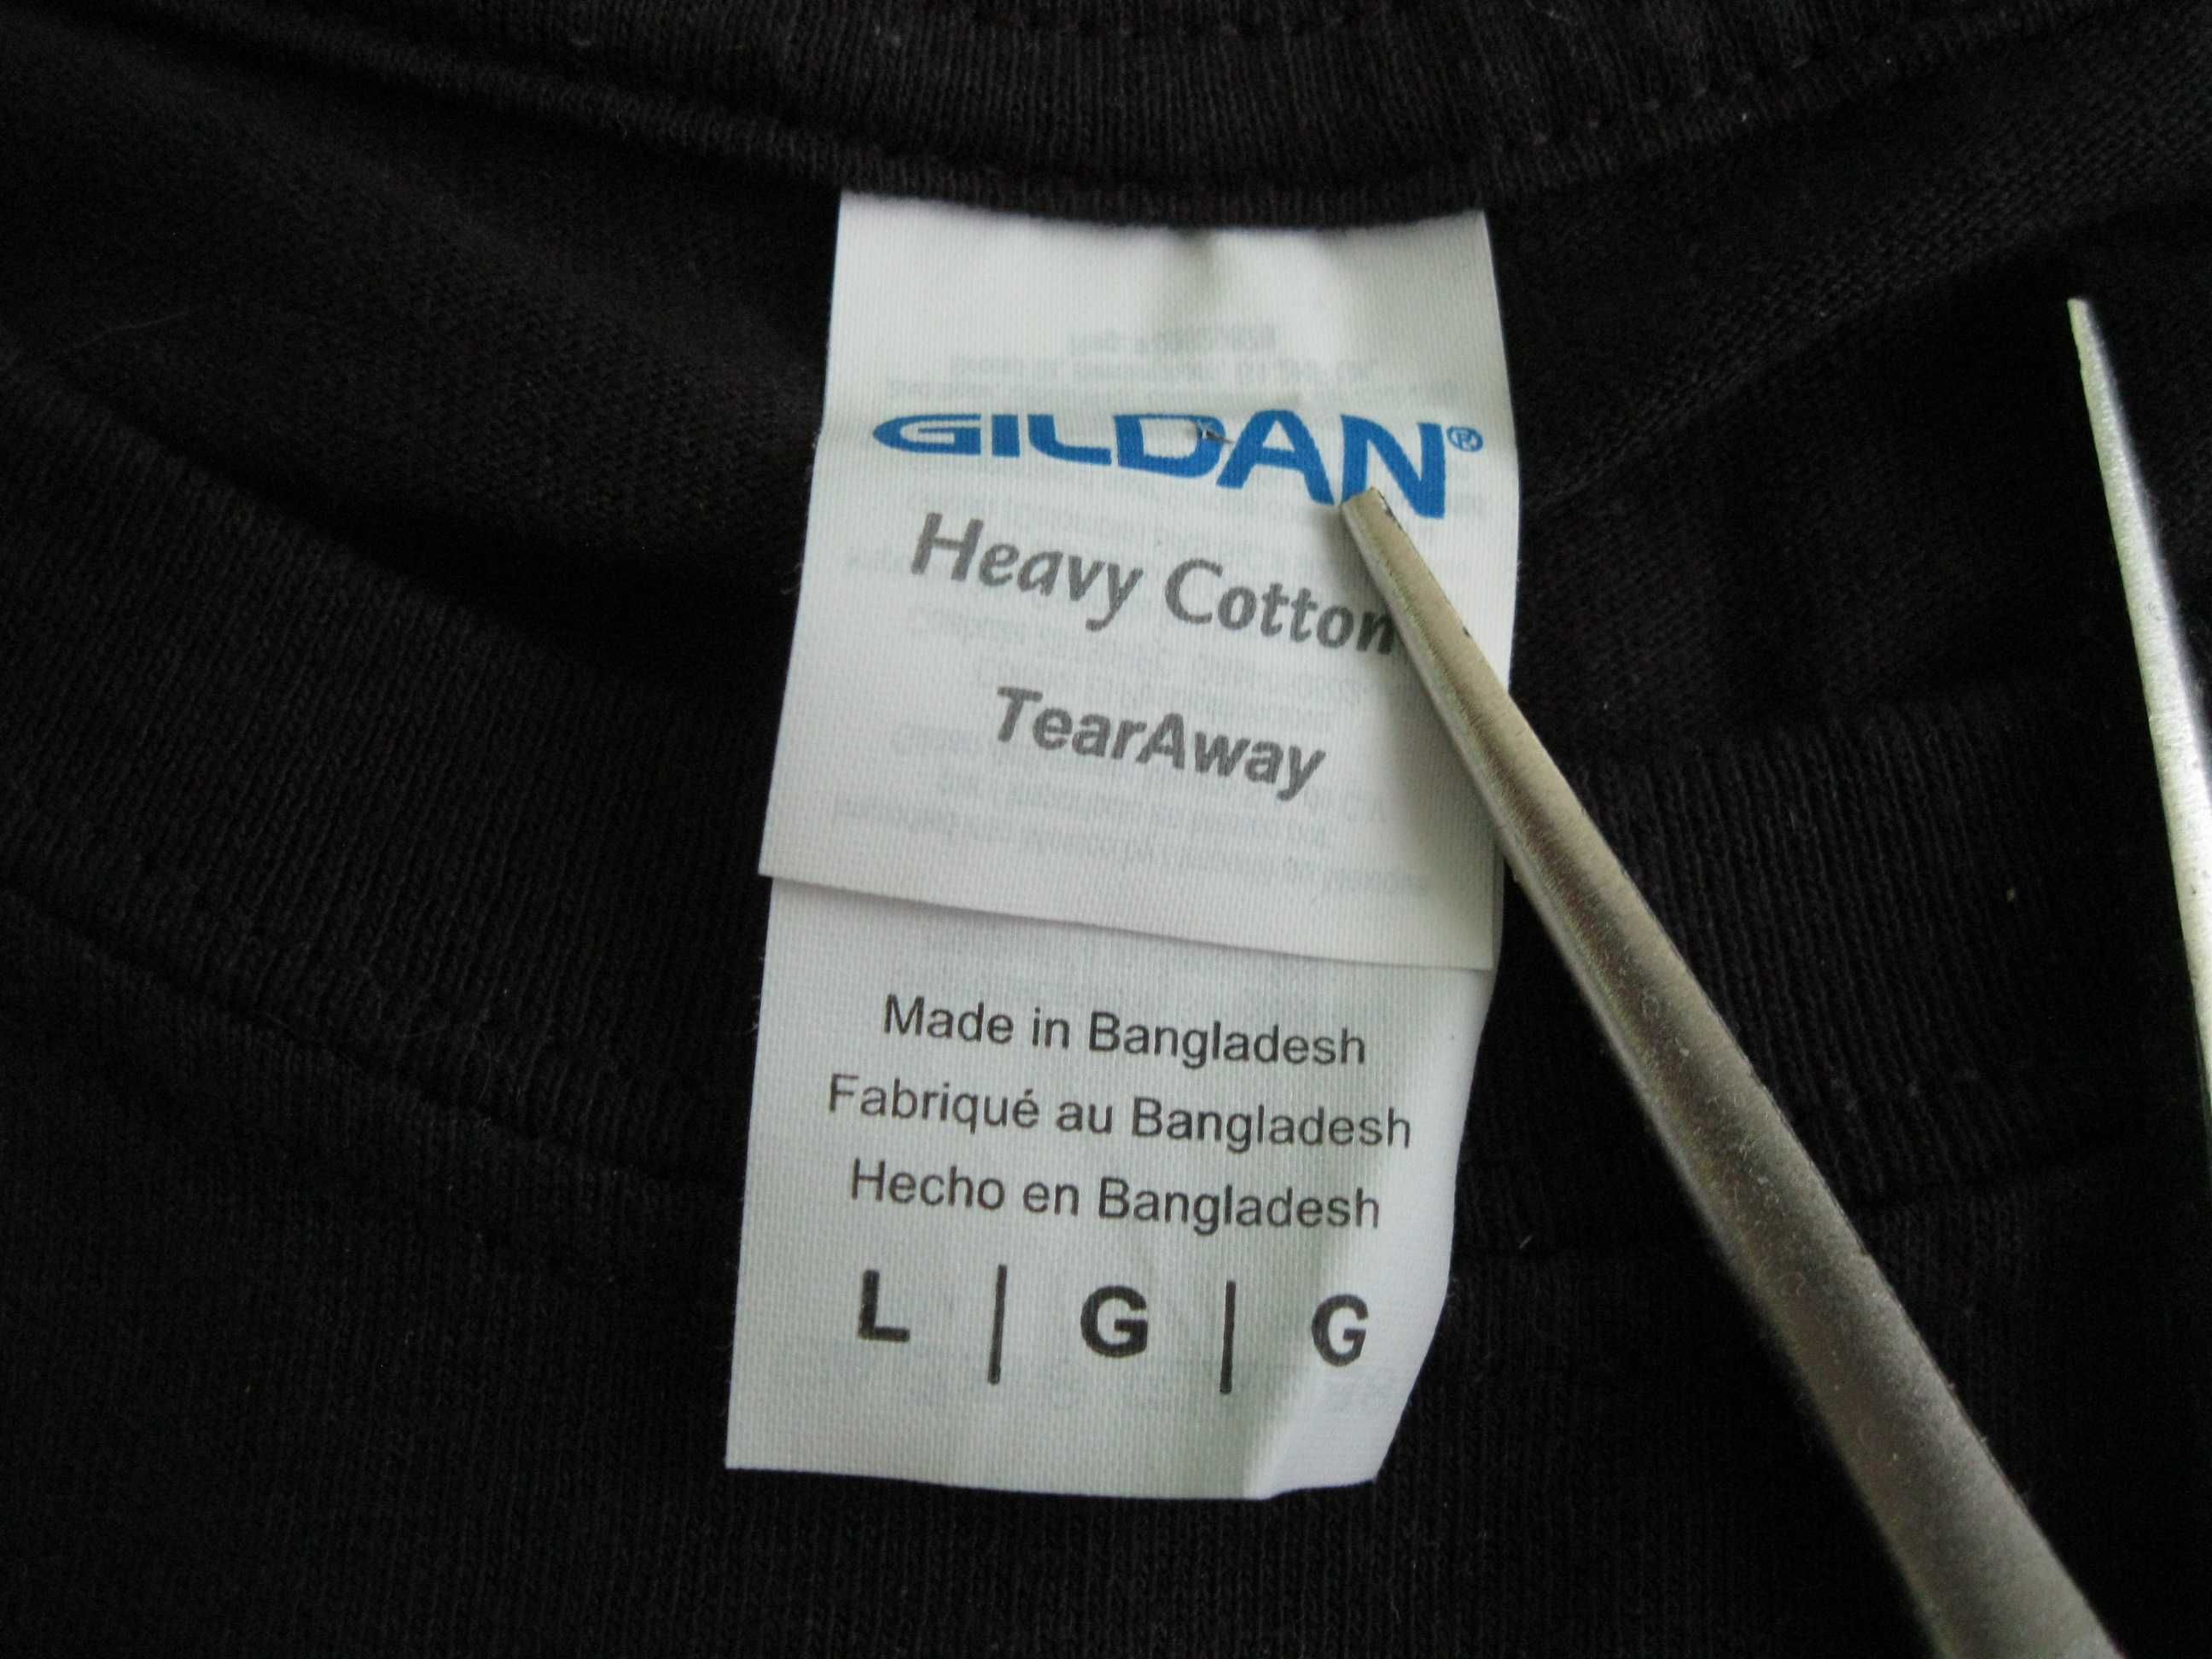 GILDAN®
Heavy Cotton
TearAway
Made in Bangladesh
Fabriqué au Bangladesh
Hecho en Bangladesh
L | G | G